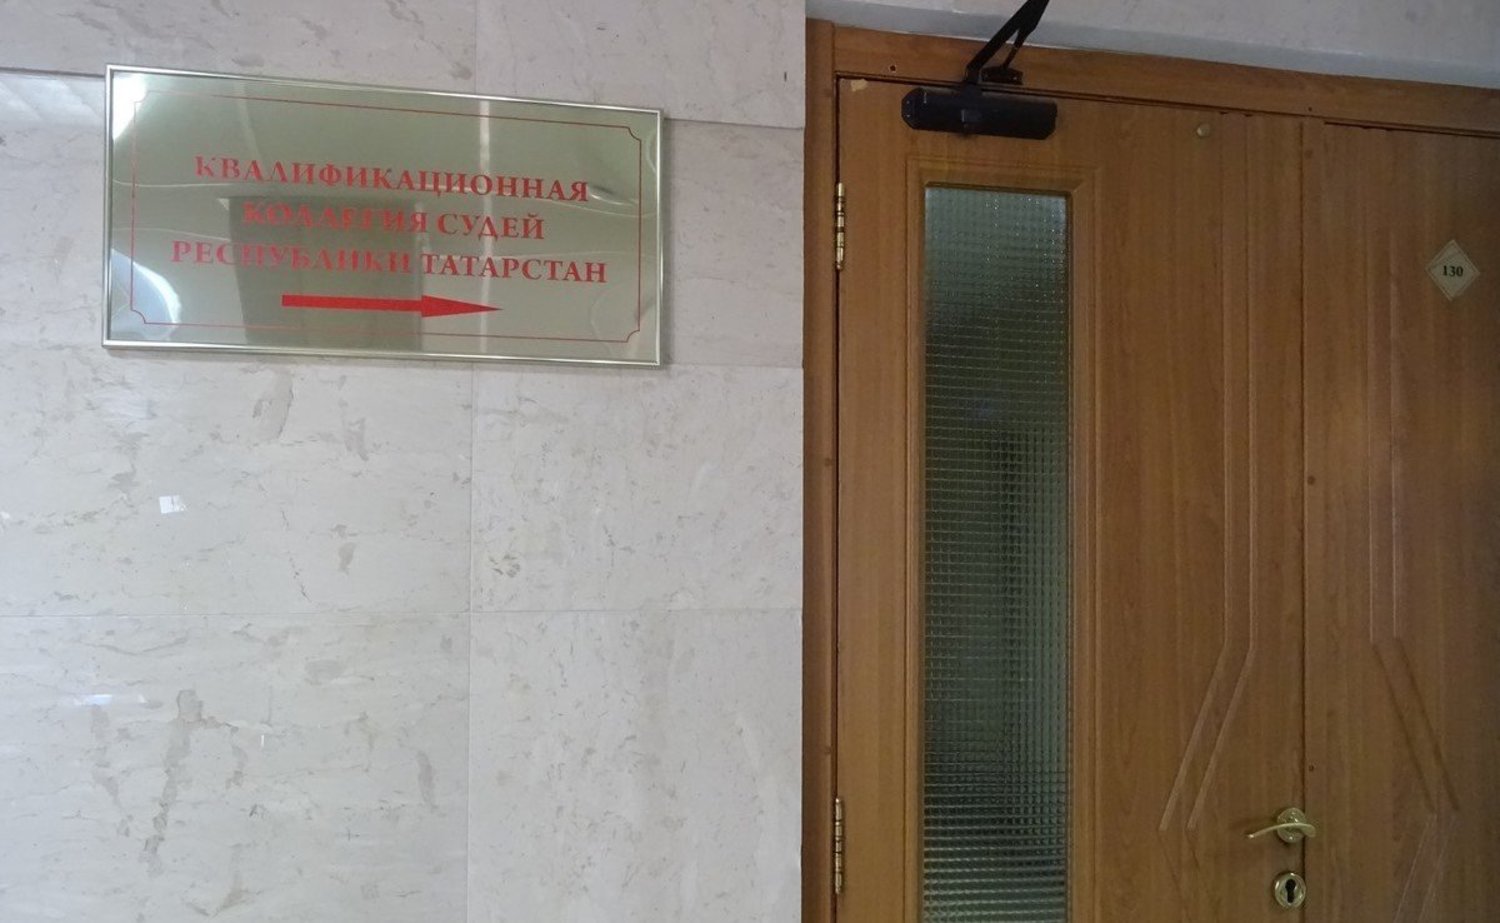 КВАЛИФИКАЦИОННАЯ
КОЛЛЕГИЯ СУДЕЙ
РЕСПУБЛИКИ ТАТАРСТАН
130